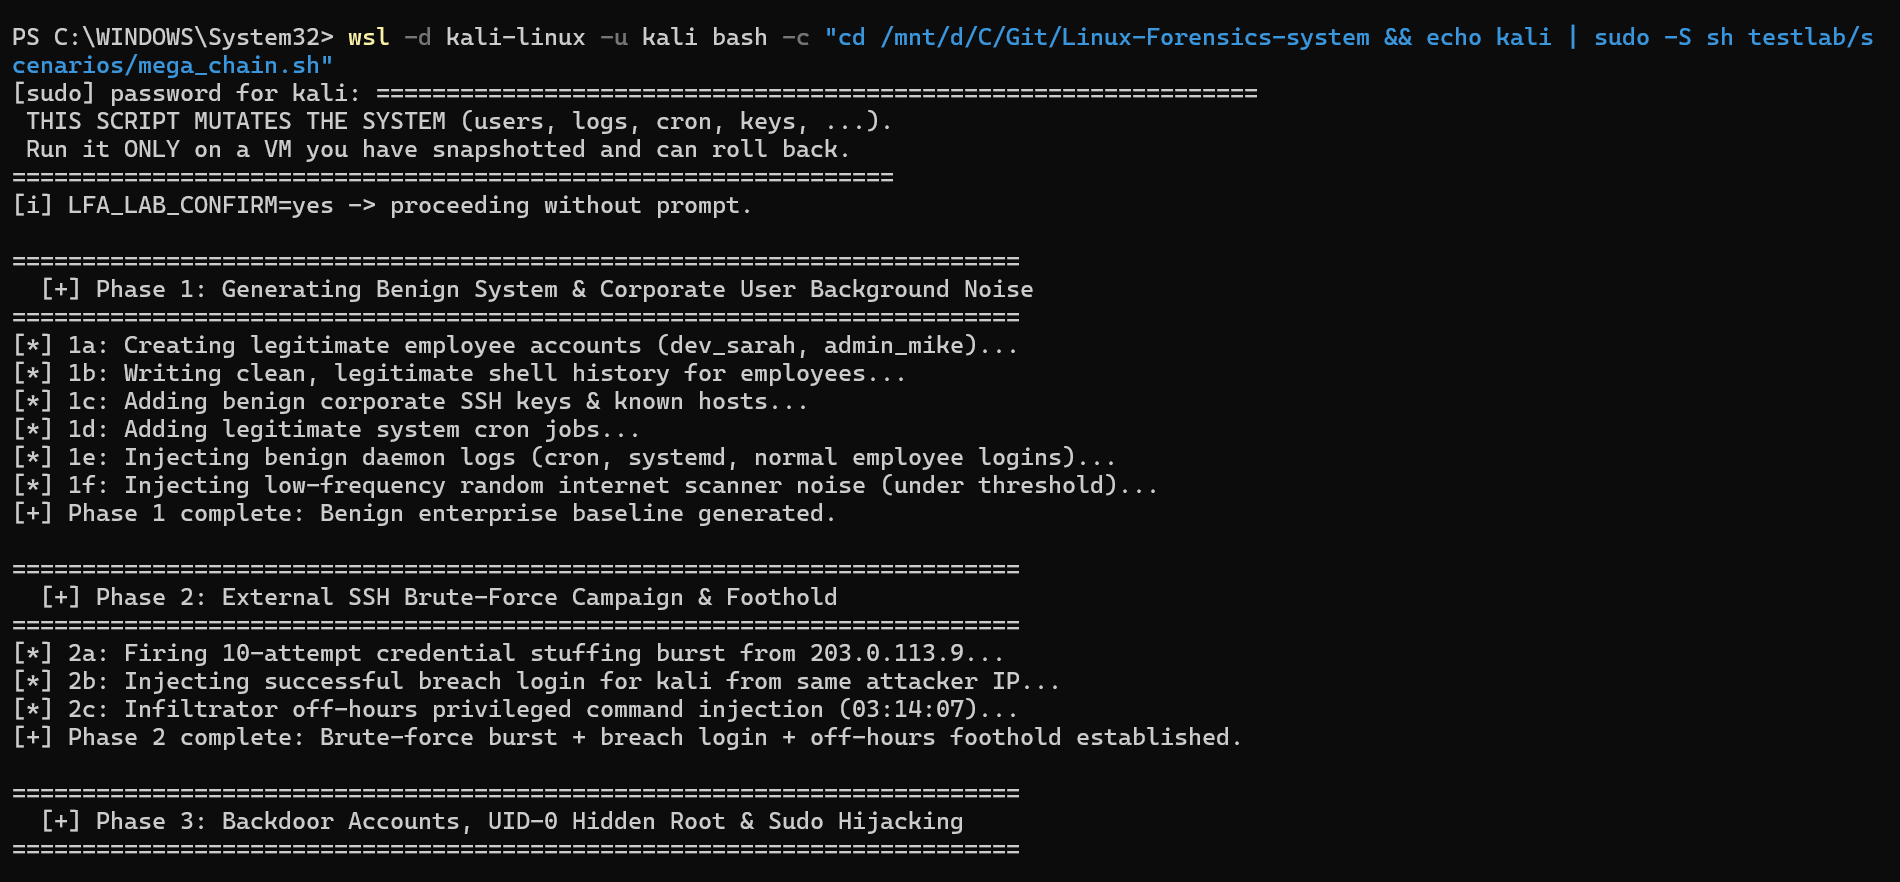 PS C:\WINDOWS\System32> wsl -d kali-linux -u kali bash -c "cd /mnt/d/C/Git/Linux-Forensics-system && echo kali | sudo -S sh testlab/s
cenarios/mega_chain.sh"
[sudo] password for kali: ===============================================================
 THIS SCRIPT MUTATES THE SYSTEM (users, logs, cron, keys, ...).
 Run it ONLY on a VM you have snapshotted and can roll back.
===============================================================
[i] LFA_LAB_CONFIRM=yes -> proceeding without prompt.
========================================================================
  [+] Phase 1: Generating Benign System & Corporate User Background Noise
========================================================================
[*] 1a: Creating legitimate employee accounts (dev_sarah, admin_mike)...
[*] 1b: Writing clean, legitimate shell history for employees...
[*] 1c: Adding benign corporate SSH keys & known hosts...
[*] 1d: Adding legitimate system cron jobs...
[*] 1e: Injecting benign daemon logs (cron, systemd, normal employee logins)...
[*] 1f: Injecting low-frequency random internet scanner noise (under threshold)...
[+] Phase 1 complete: Benign enterprise baseline generated.
========================================================================
  [+] Phase 2: External SSH Brute-Force Campaign & Foothold
========================================================================
[*] 2a: Firing 10-attempt credential stuffing burst from 203.0.113.9...
[*] 2b: Injecting successful breach login for kali from same attacker IP...
[*] 2c: Infiltrator off-hours privileged command injection (03:14:07)...
[+] Phase 2 complete: Brute-force burst + breach login + off-hours foothold established.
========================================================================
  [+] Phase 3: Backdoor Accounts, UID-0 Hidden Root & Sudo Hijacking
========================================================================